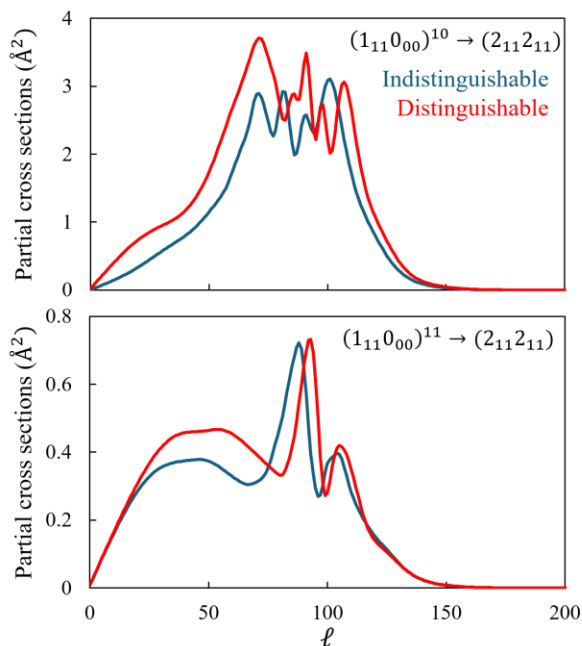 Partial cross sections (Å²)
4
3
2
1
0
(1₁₁0₀₀)¹⁰ → (2₁₁2₁₁)
Indistinguishable
Distinguishable
Partial cross sections (Å²)
0.8
0.6
0.4
0.2
0
(1₁₁0₀₀)¹¹ → (2₁₁2₁₁)
0 50 100 150 200
ℓ